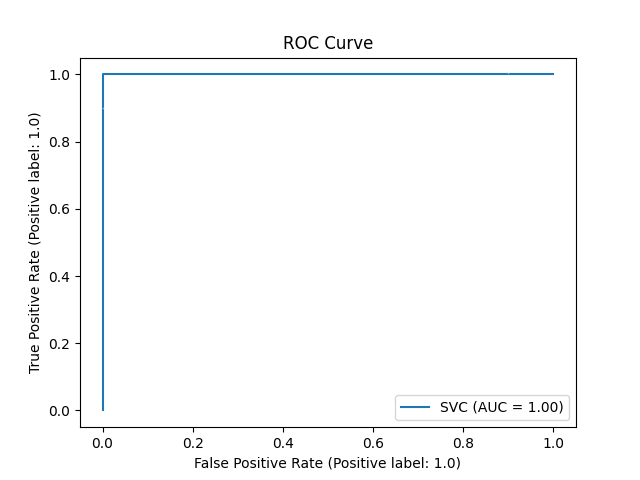 ROC Curve
1.0
0.8
0.6
0.4
0.2
0.0
True Positive Rate (Positive label: 1.0)
SVC (AUC = 1.00)
0.0 0.2 0.4 0.6 0.8 1.0
False Positive Rate (Positive label: 1.0)